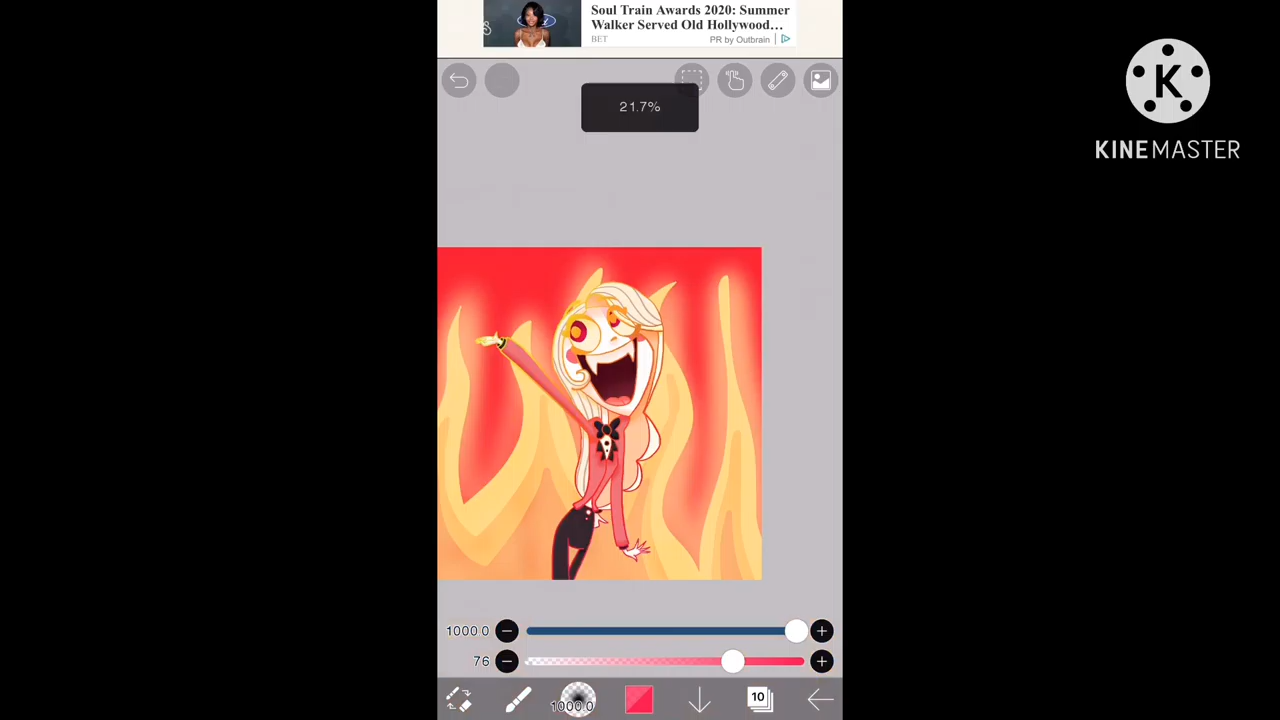 Soul Train Awards 2020: Summer
Walker Served Old Hollywood...
BET
PR by Outbrain
21.7%
K
KINEMASTER
1000.0
76
1000.0
10